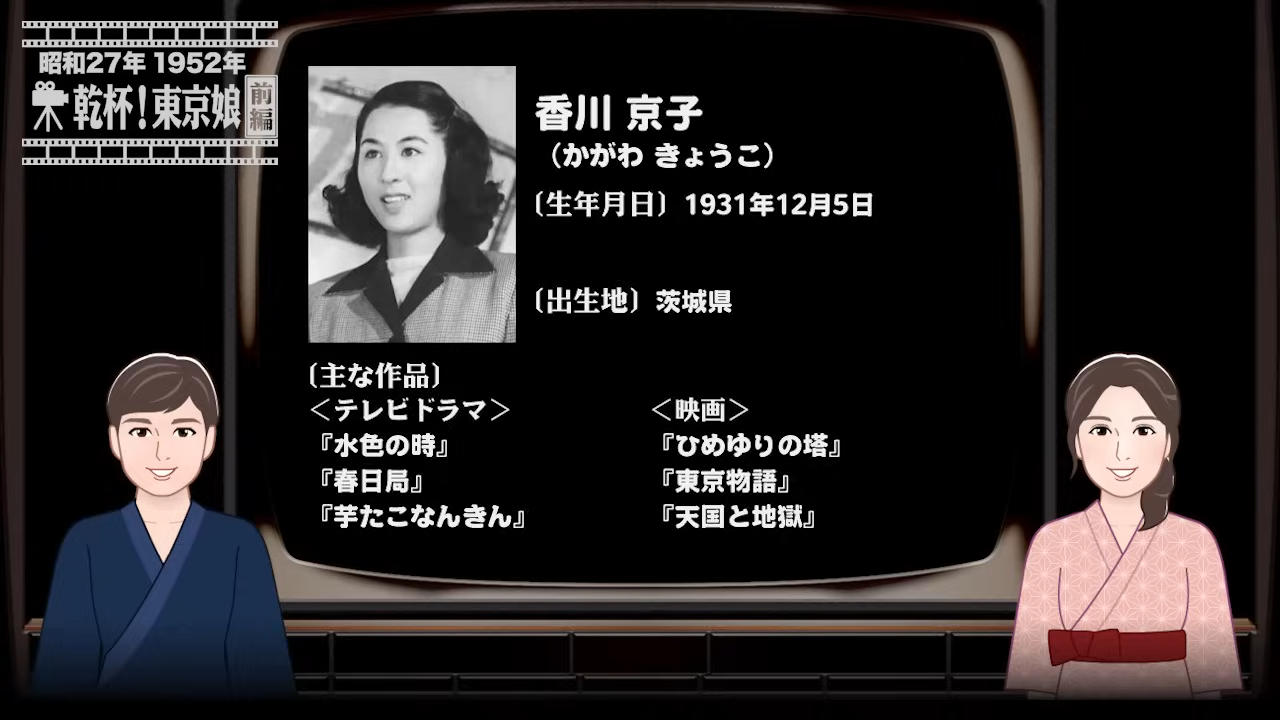 昭和27年 1952年
乾杯!東京娘 前編
香川 京子
（かがわ きょうこ）
〔生年月日〕1931年12月5日
〔出生地〕茨城県
〔主な作品〕
＜テレビドラマ＞
『水色の時』
『春日局』
『芋たこなんきん』
＜映画＞
『ひめゆりの塔』
『東京物語』
『天国と地獄』